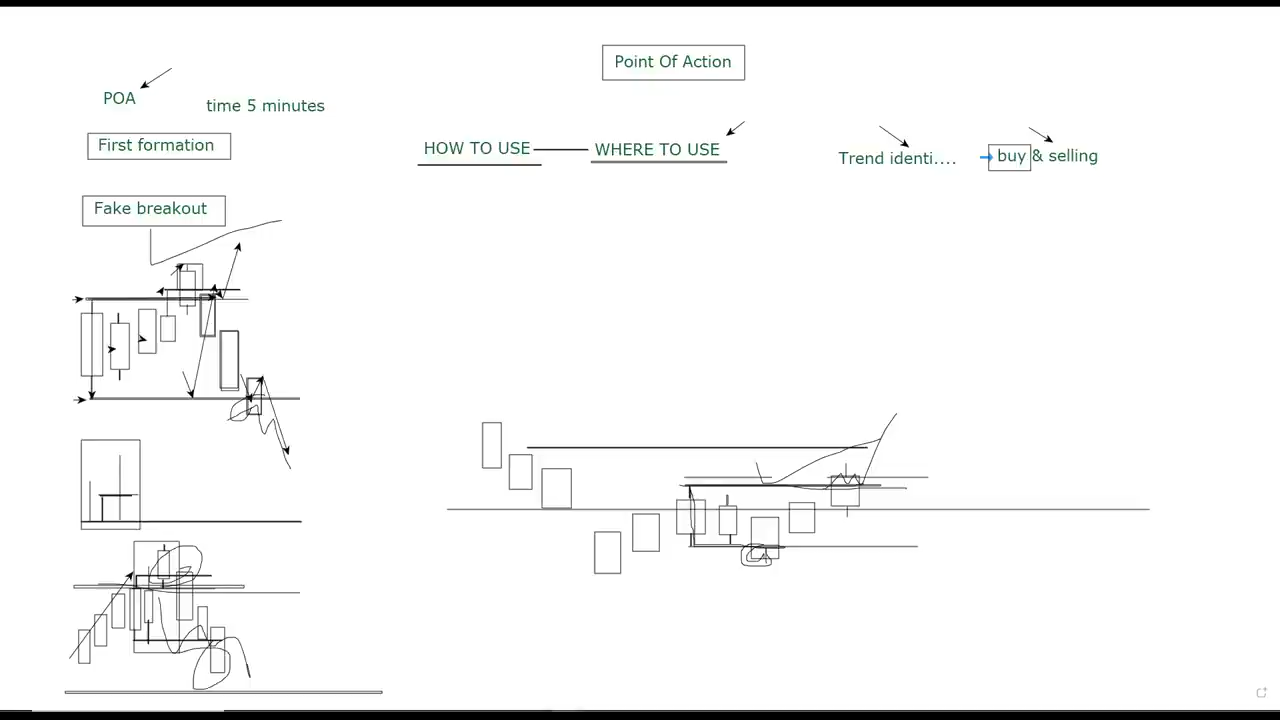 Point Of Action
POA
time 5 minutes
First formation
HOW TO USE
WHERE TO USE
Trend identi....
buy & selling
Fake breakout